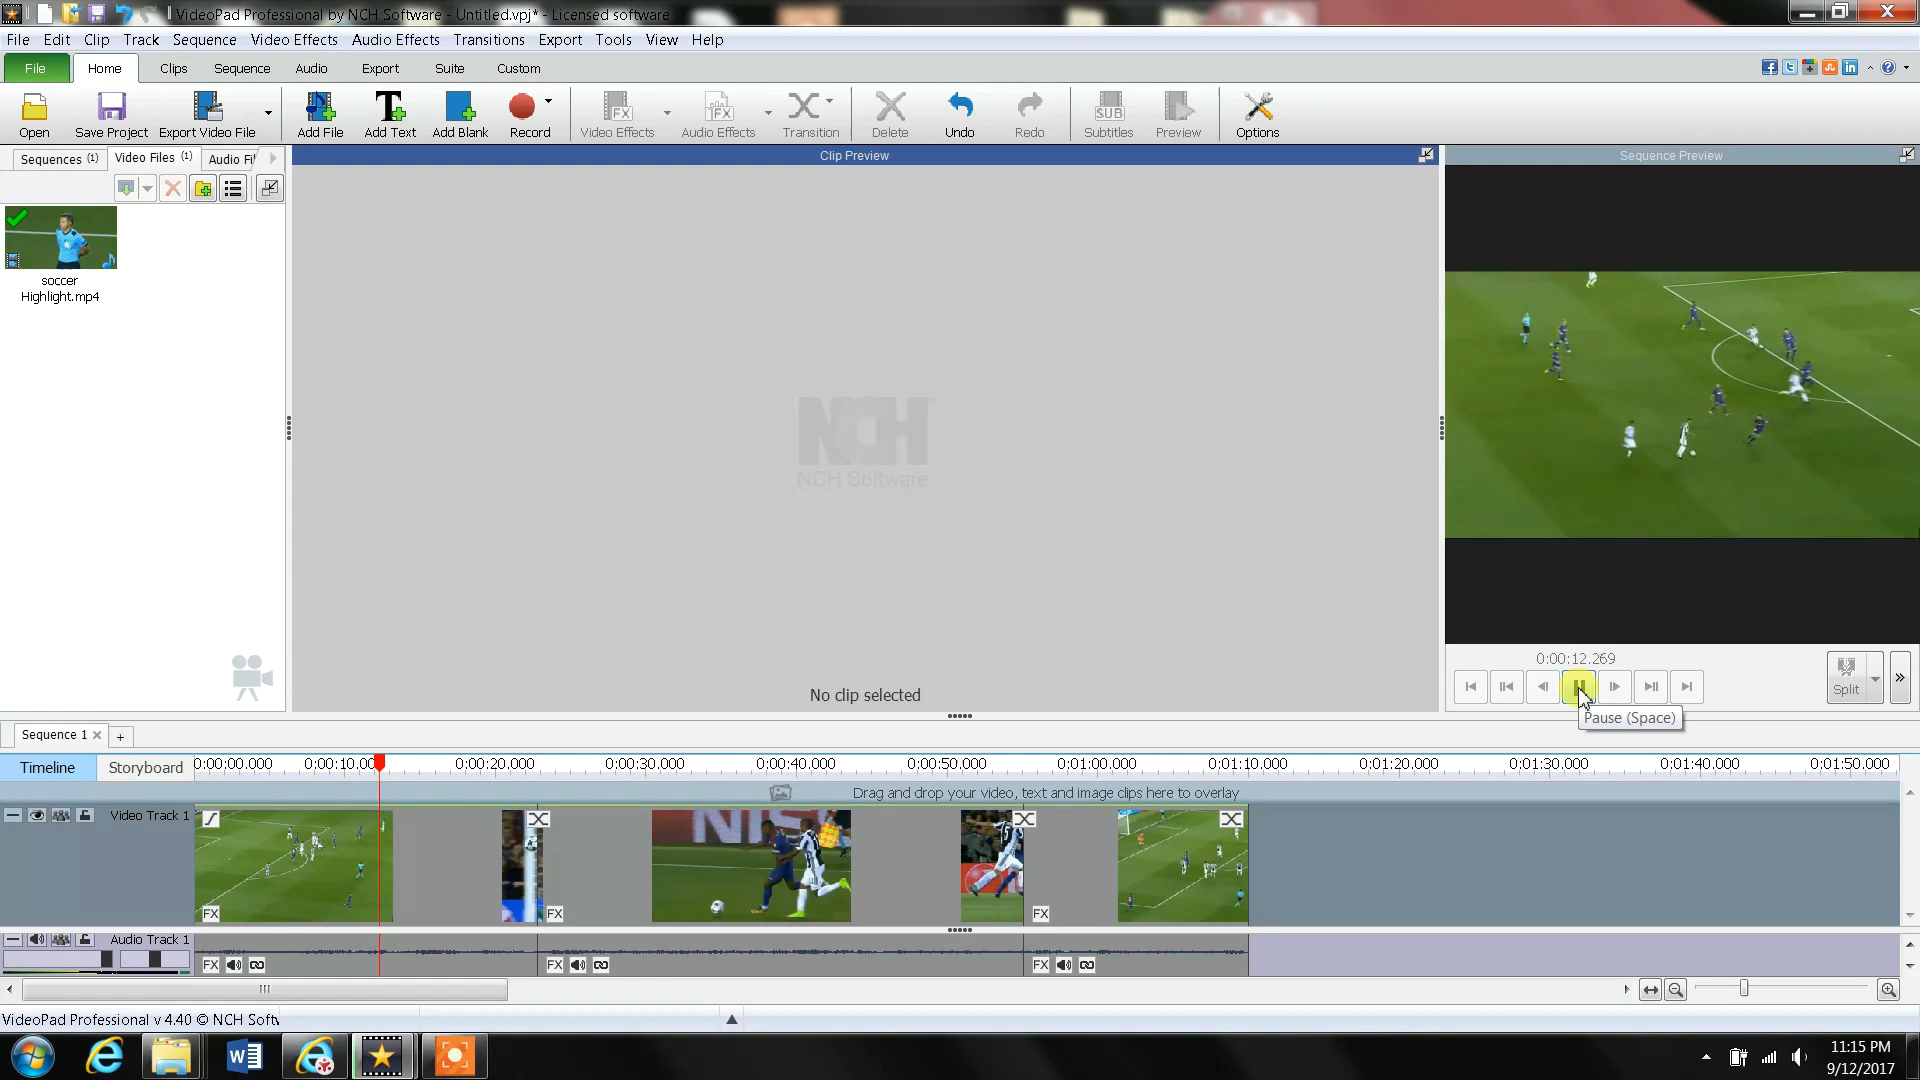 VideoPad Professional by NCH Software - Untitled.vpj* - Licensed software
File Edit Clip Track Sequence Video Effects Audio Effects Transitions Export Tools View Help
File Home Clips Sequence Audio Export Suite Custom
Open Save Project Export Video File Add File Add Text Add Blank Record Video Effects Audio Effects Transition Delete Undo Redo Subtitles Preview Options
Sequences (1) Video Files (1) Audio Fil
Clip Preview
Sequence Preview
soccer
Highlight.mp4
NCH
NCH Software
No clip selected
0:00:12.269
Split
Pause (Space)
Sequence 1
Timeline Storyboard
0:00:00.000 0:00:10.00 0:00:20.000 0:00:30.000 0:00:40.000 0:00:50.000 0:01:00.000 0:01:10.000 0:01:20.000 0:01:30.000 0:01:40.000 0:01:50.000
Drag and drop your video, text and image clips here to overlay
Video Track 1
NIS
FX FX FX
Audio Track 1
FX FX FX
VideoPad Professional v 4.40 © NCH Soft
11:15 PM
9/12/2017